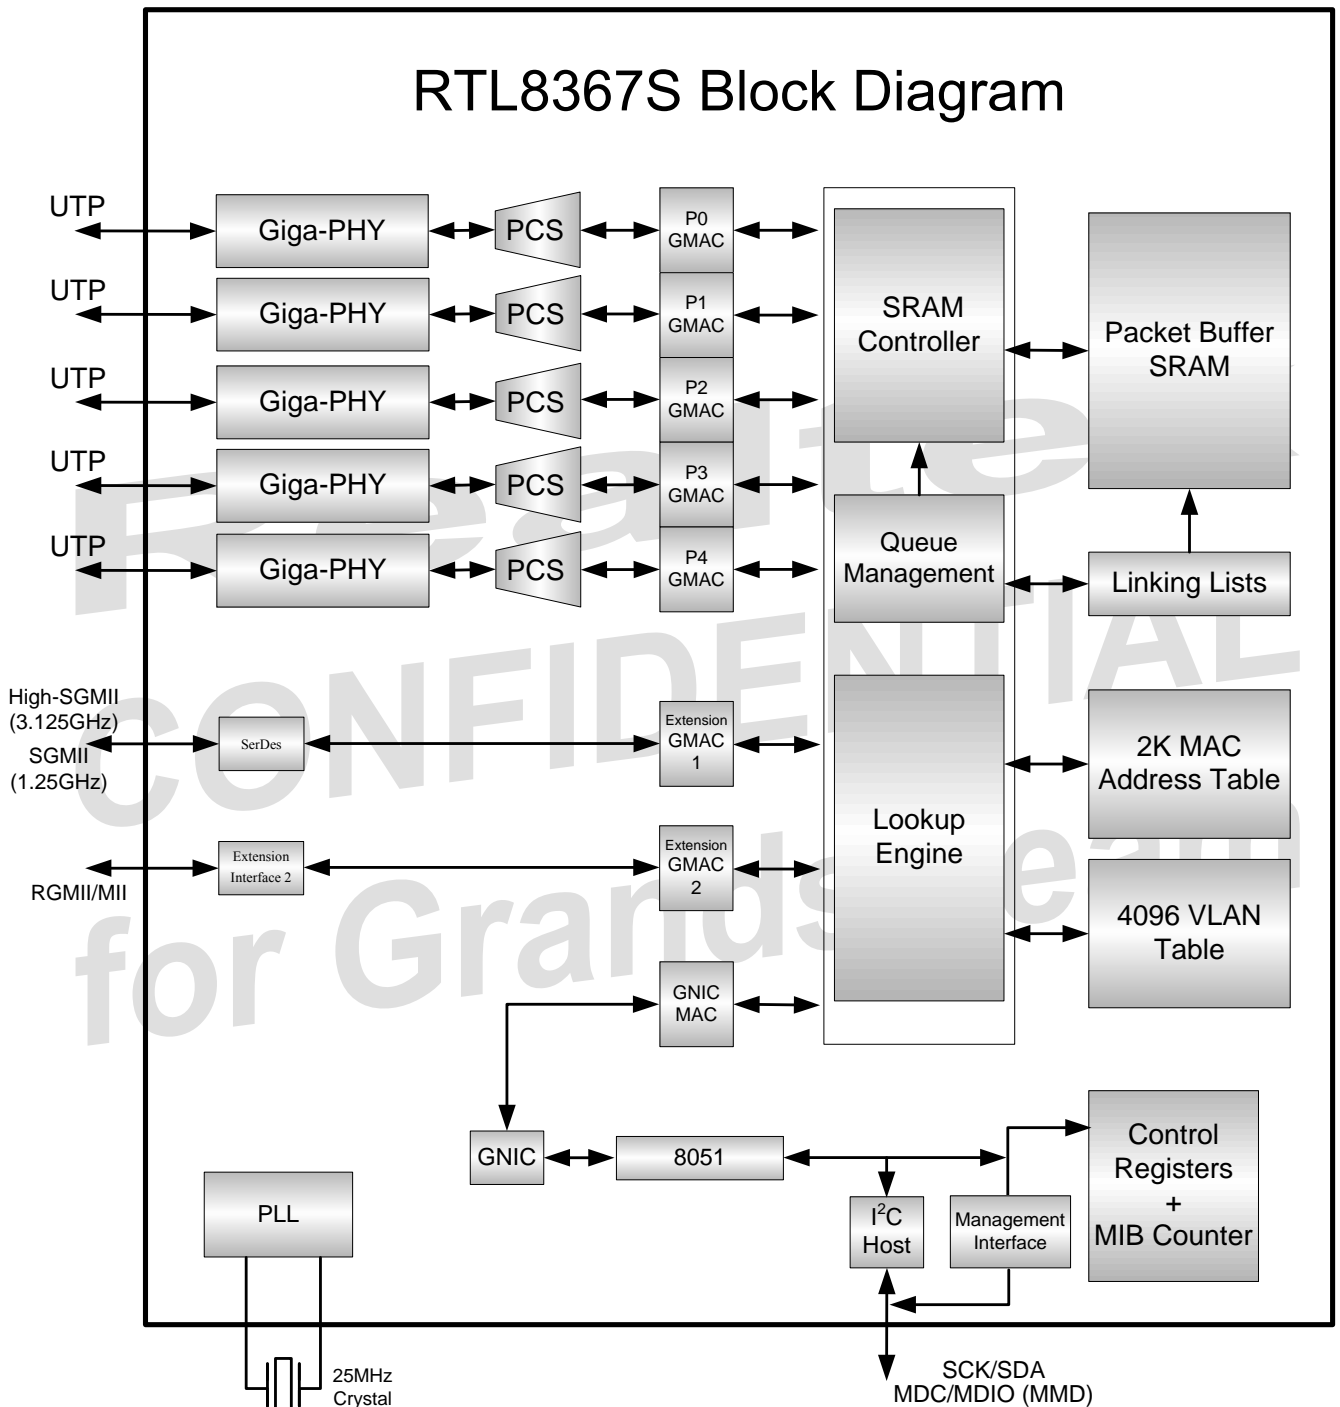 RTL8367S Block Diagram
UTP
Giga-PHY
PCS
P0
GMAC
UTP
Giga-PHY
PCS
P1
GMAC
UTP
Giga-PHY
PCS
P2
GMAC
UTP
Giga-PHY
PCS
P3
GMAC
UTP
Giga-PHY
PCS
P4
GMAC
SRAM
Controller
Packet Buffer
SRAM
Queue
Management
Linking Lists
High-SGMII
(3.125GHz)
SGMII
(1.25GHz)
SerDes
Extension
GMAC
1
2K MAC
Address Table
Lookup
Engine
RGMII/MII
Extension
Interface 2
Extension
GMAC
2
4096 VLAN
Table
GNIC
MAC
GNIC
8051
I²C
Host
Management
Interface
Control
Registers
+
MIB Counter
PLL
25MHz
Crystal
SCK/SDA
MDC/MDIO (MMD)
Realtek
CONFIDENTIAL
for Grandstream